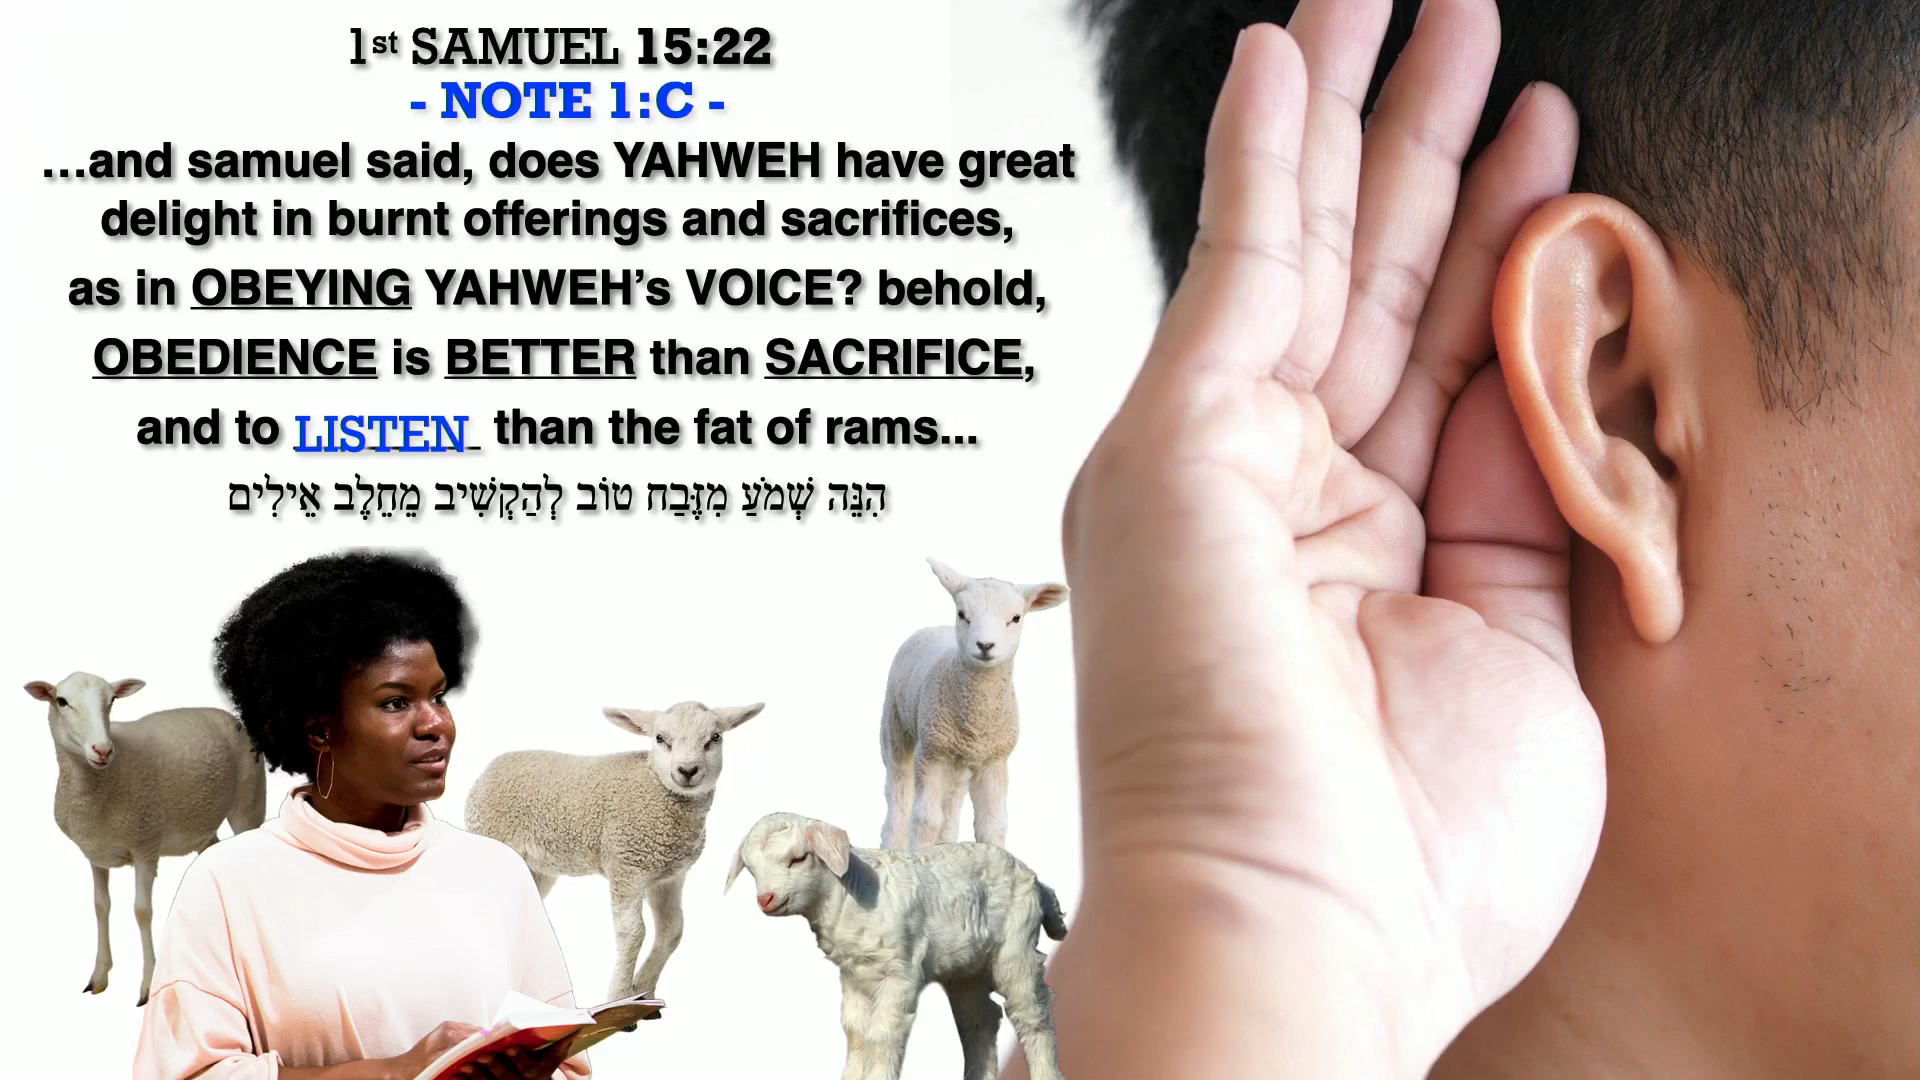 1st SAMUEL 15:22
- NOTE 1:C -
...and samuel said, does YAHWEH have great
delight in burnt offerings and sacrifices,
as in OBEYING YAHWEH’s VOICE? behold,
OBEDIENCE is BETTER than SACRIFICE,
and to LISTEN than the fat of rams...
הִנֵּה שְׁמֹעַ מִזֶּבַח טוֹב לְהַקְשִׁיב מֵחֵלֶב אֵילִים